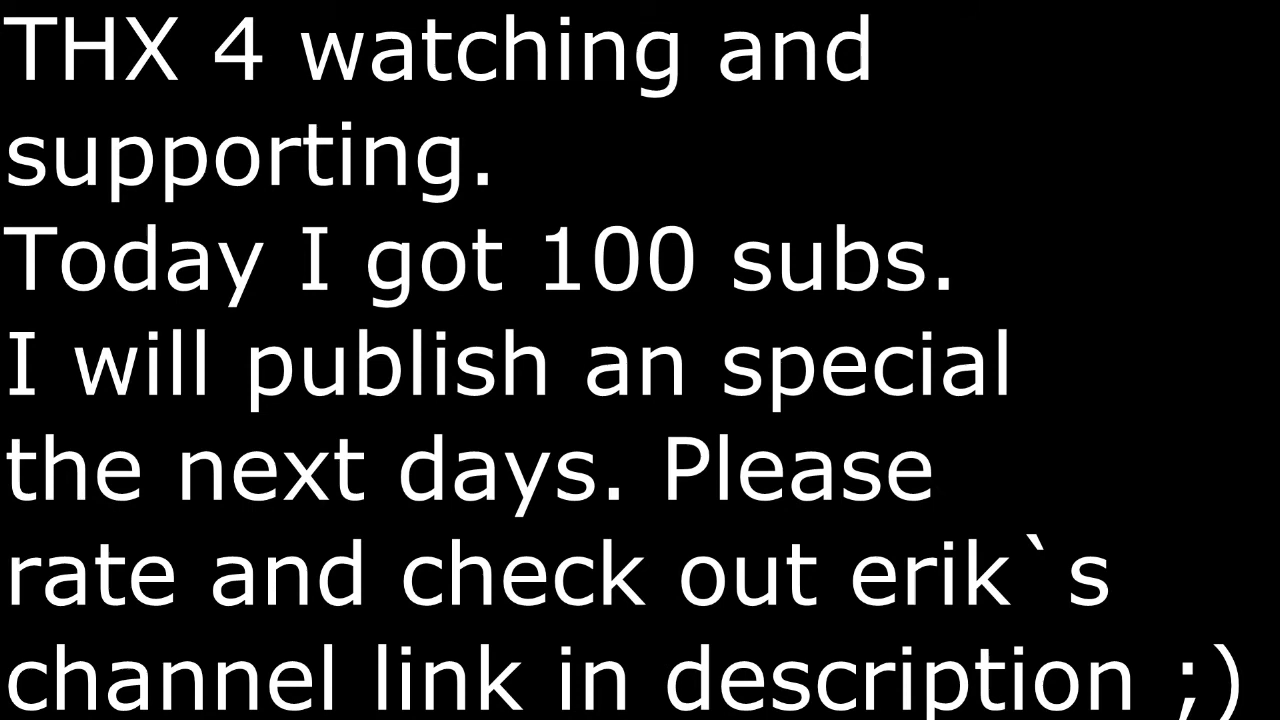 THX 4 watching and
supporting.
Today I got 100 subs.
I will publish an special
the next days. Please
rate and check out erik`s
channel link in description ;)